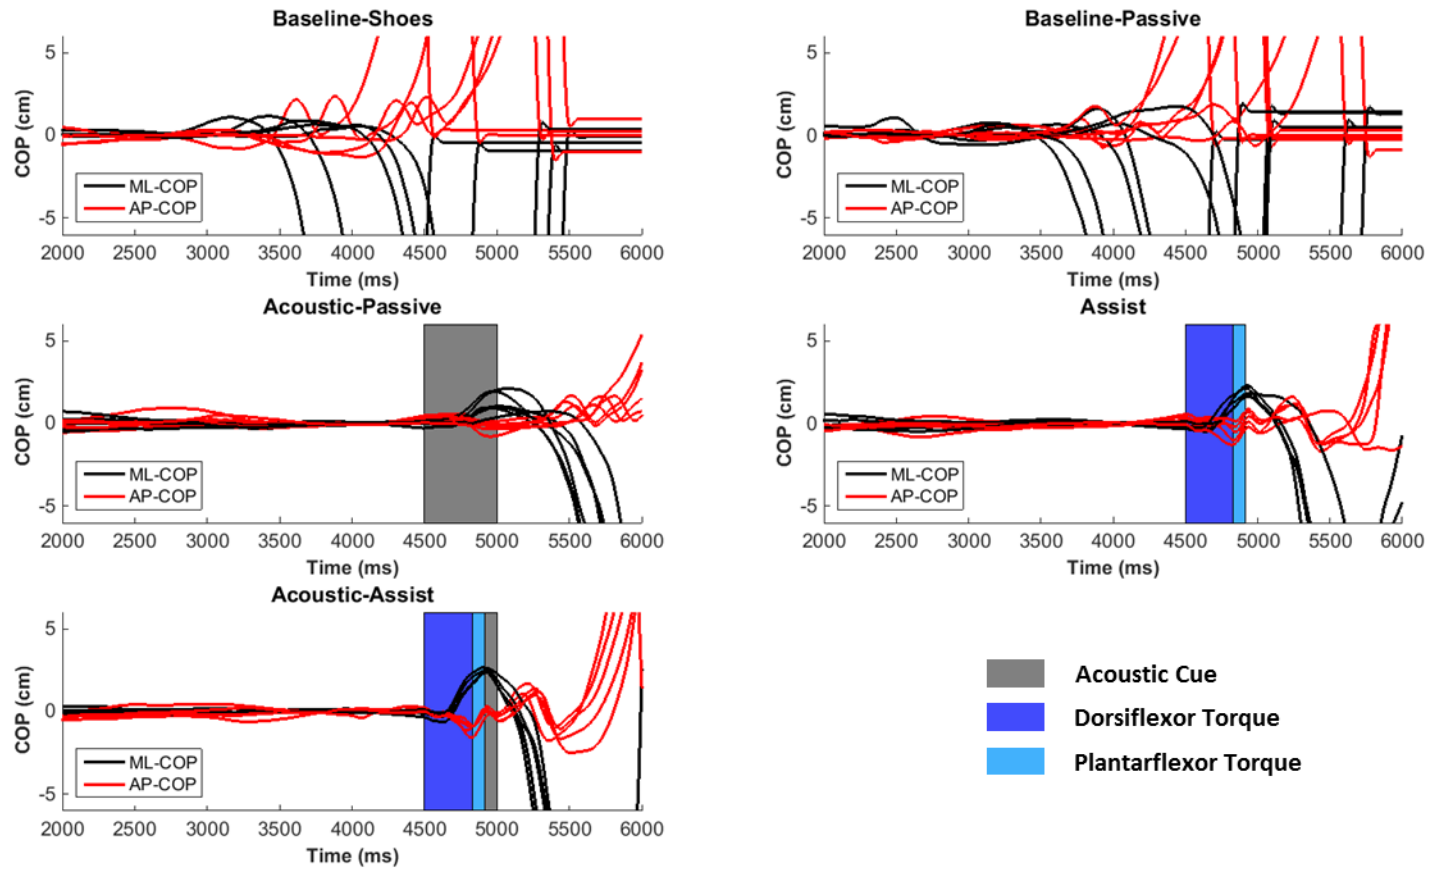 Baseline-Shoes
5
0
-5
COP (cm)
ML-COP
AP-COP
2000 2500 3000 3500 4000 4500 5000 5500 6000
Time (ms)
Baseline-Passive
5
0
-5
COP (cm)
ML-COP
AP-COP
2000 2500 3000 3500 4000 4500 5000 5500 6000
Time (ms)
Acoustic-Passive
5
0
-5
COP (cm)
ML-COP
AP-COP
2000 2500 3000 3500 4000 4500 5000 5500 6000
Time (ms)
Assist
5
0
-5
COP (cm)
ML-COP
AP-COP
2000 2500 3000 3500 4000 4500 5000 5500 6000
Time (ms)
Acoustic-Assist
5
0
-5
COP (cm)
ML-COP
AP-COP
2000 2500 3000 3500 4000 4500 5000 5500 6000
Time (ms)
Acoustic Cue
Dorsiflexor Torque
Plantarflexor Torque